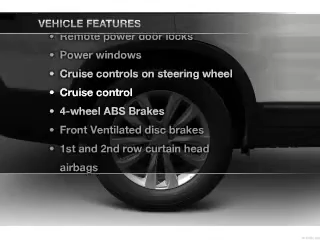 VEHICLE FEATURES
• Remote power door locks
• Power windows
• Cruise controls on steering wheel
• Cruise control
• 4-wheel ABS Brakes
• Front Ventilated disc brakes
• 1st and 2nd row curtain head
airbags